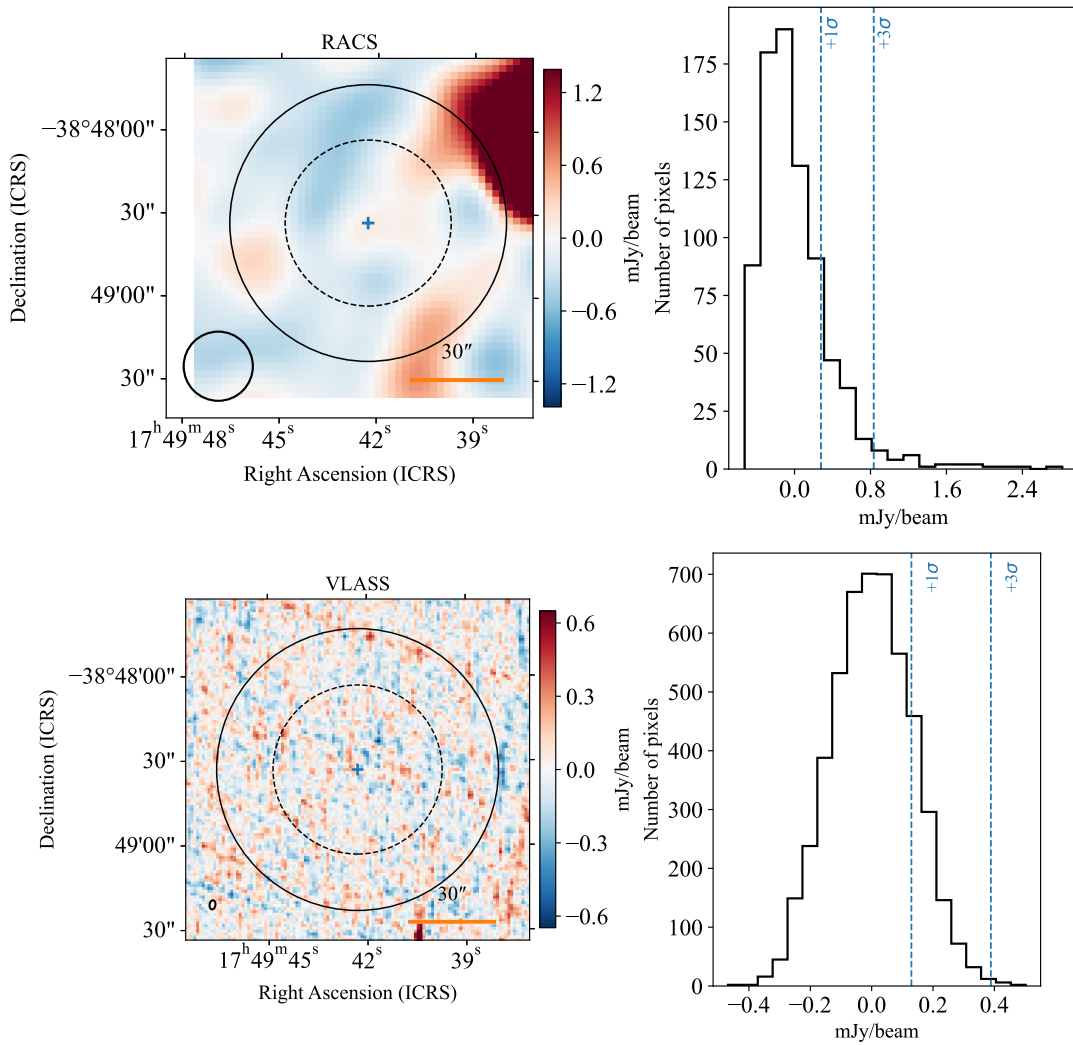 RACS
Declination (ICRS)
−38°48'00"
30"
49'00"
30"
30″
17ʰ49ᵐ48ˢ 45ˢ 42ˢ 39ˢ
Right Ascension (ICRS)
1.2
0.6
0.0
−0.6
−1.2
mJy/beam
Number of pixels
175
150
125
100
75
50
25
0
+1σ
+3σ
0.0 0.8 1.6 2.4
mJy/beam
VLASS
Declination (ICRS)
−38°48'00"
30"
49'00"
30"
30″
17ʰ49ᵐ45ˢ 42ˢ 39ˢ
Right Ascension (ICRS)
0.6
0.3
0.0
−0.3
−0.6
mJy/beam
Number of pixels
700
600
500
400
300
200
100
0
+1σ
+3σ
−0.4 −0.2 0.0 0.2 0.4
mJy/beam